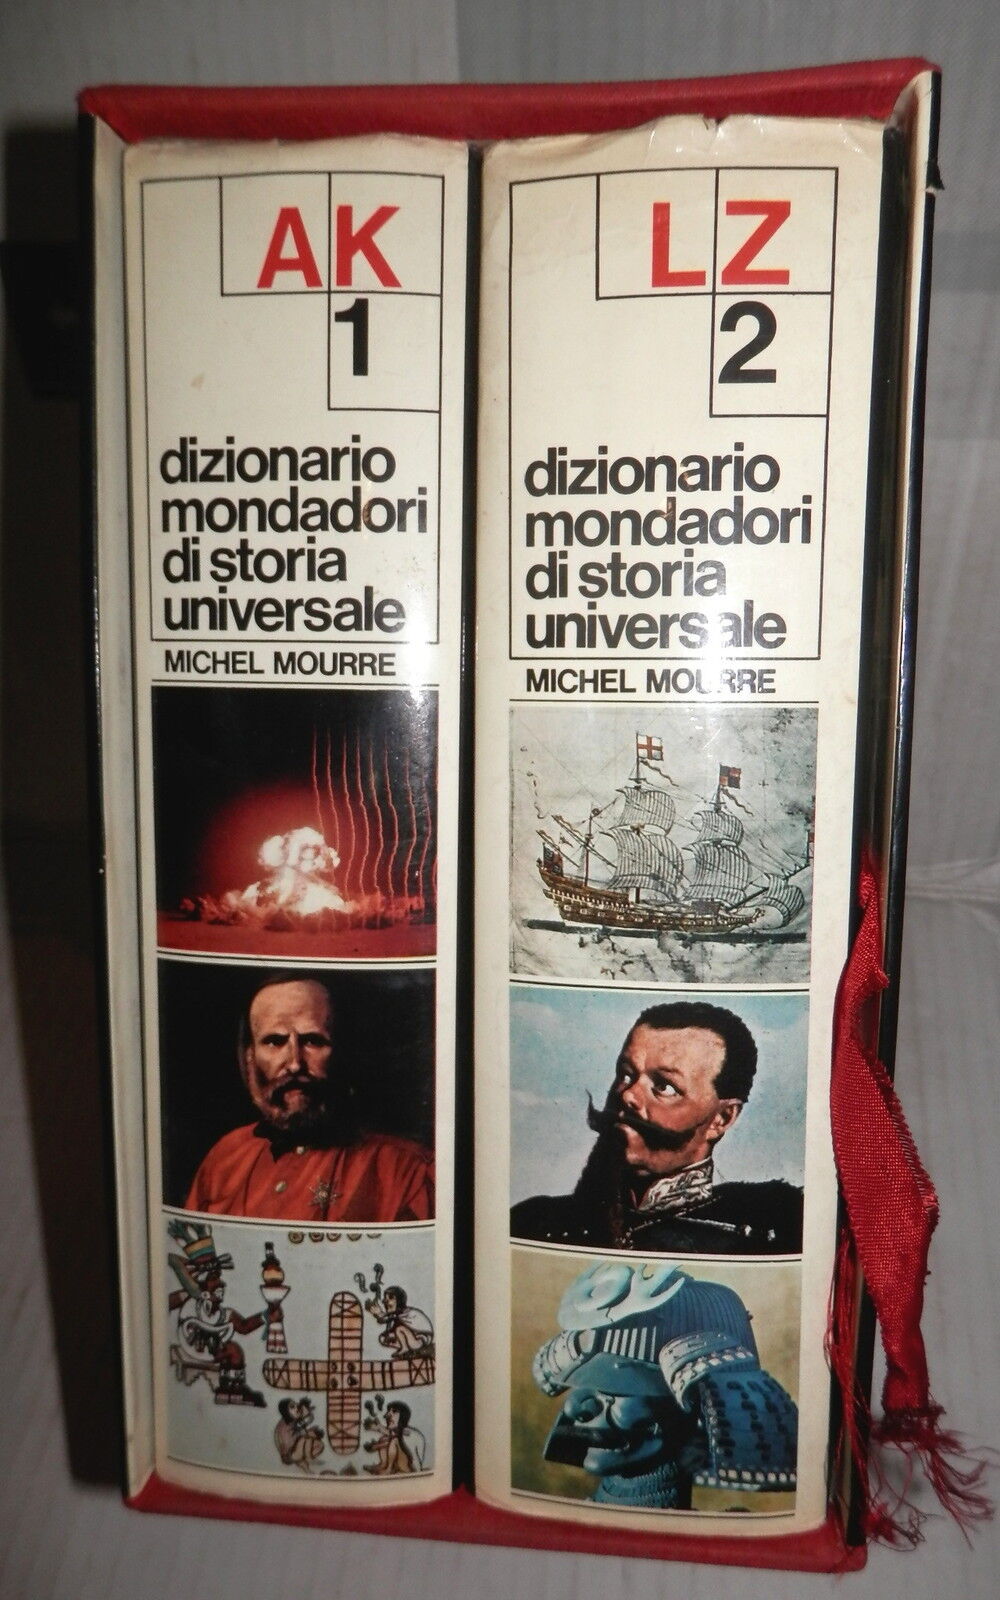 AK
1
dizionario
mondadori
di storia
universale
MICHEL MOURRE
LZ
2
dizionario
mondadori
di storia
universale
MICHEL MOURRE